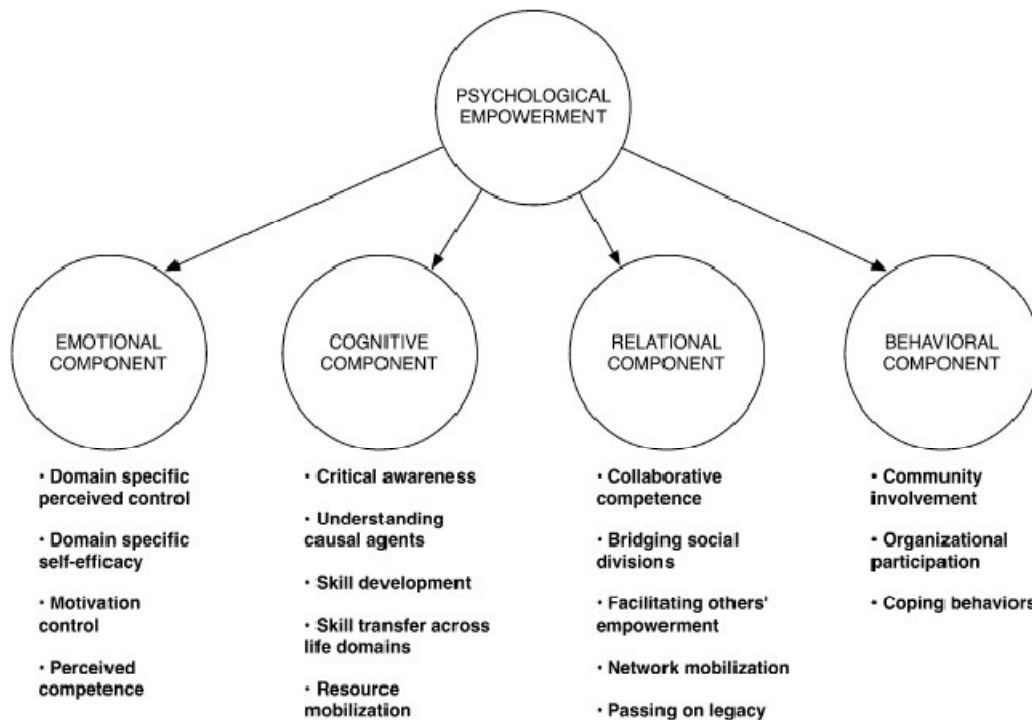 PSYCHOLOGICAL
EMPOWERMENT
EMOTIONAL
COMPONENT
COGNITIVE
COMPONENT
RELATIONAL
COMPONENT
BEHAVIORAL
COMPONENT
• Domain specific
perceived control
• Domain specific
self-efficacy
• Motivation
control
• Perceived
competence
• Critical awareness
• Understanding
causal agents
• Skill development
• Skill transfer across
life domains
• Resource
mobilization
• Collaborative
competence
• Bridging social
divisions
• Facilitating others'
empowerment
• Network mobilization
• Passing on legacy
• Community
involvement
• Organizational
participation
• Coping behaviors